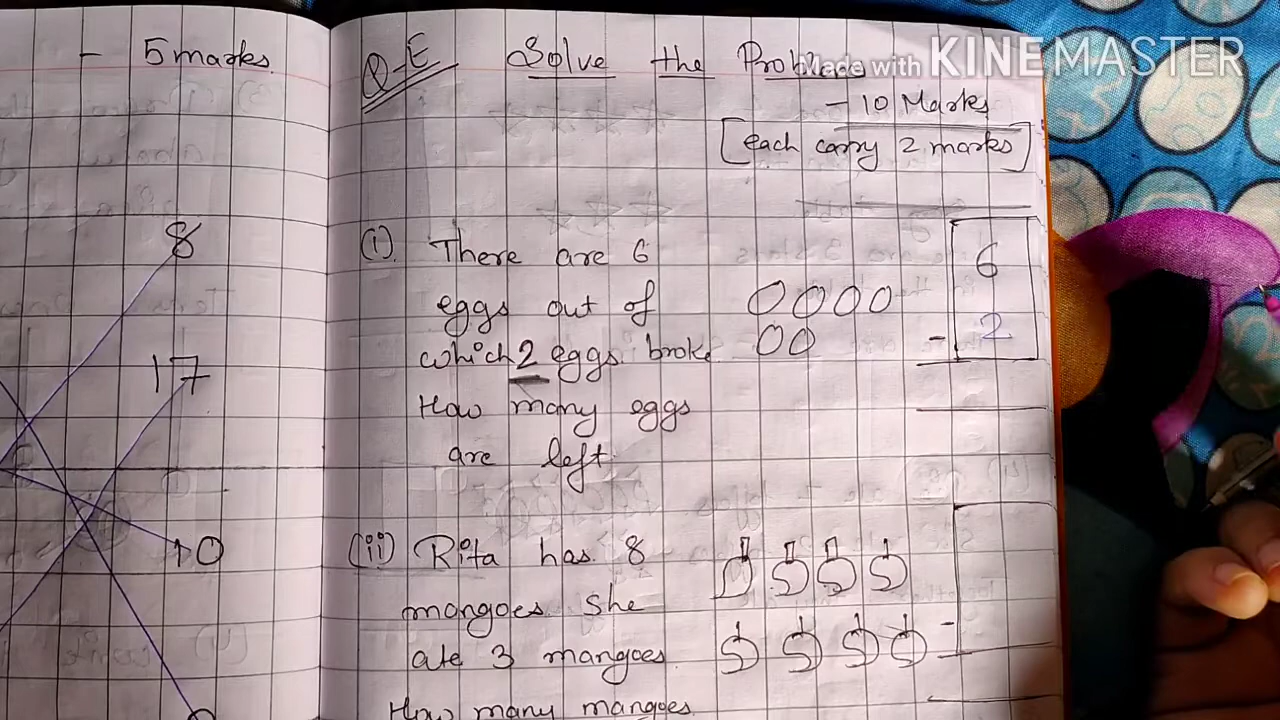 - 5 marks
8
17
10
Q-E Solve the Problems
- 10 Marks
[each carry 2 marks]
(i). There are 6
eggs out of
which 2 eggs broke
How many eggs
are left.
6
- 2
(ii) Rita has 8
mangoes. She
ate 3 mangoes.
How many mangoes
-
Made with KINEMASTER